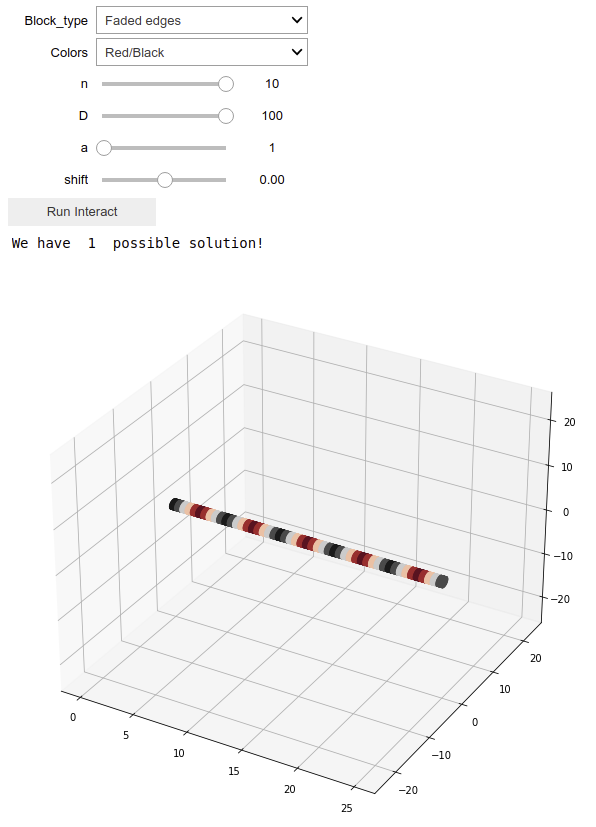 Block_type Faded edges
Colors Red/Black
n 10
D 100
a 1
shift 0.00
Run Interact
We have  1  possible solution!
20
10
0
−10
−20
20
10
0
−10
−20
0
5
10
15
20
25